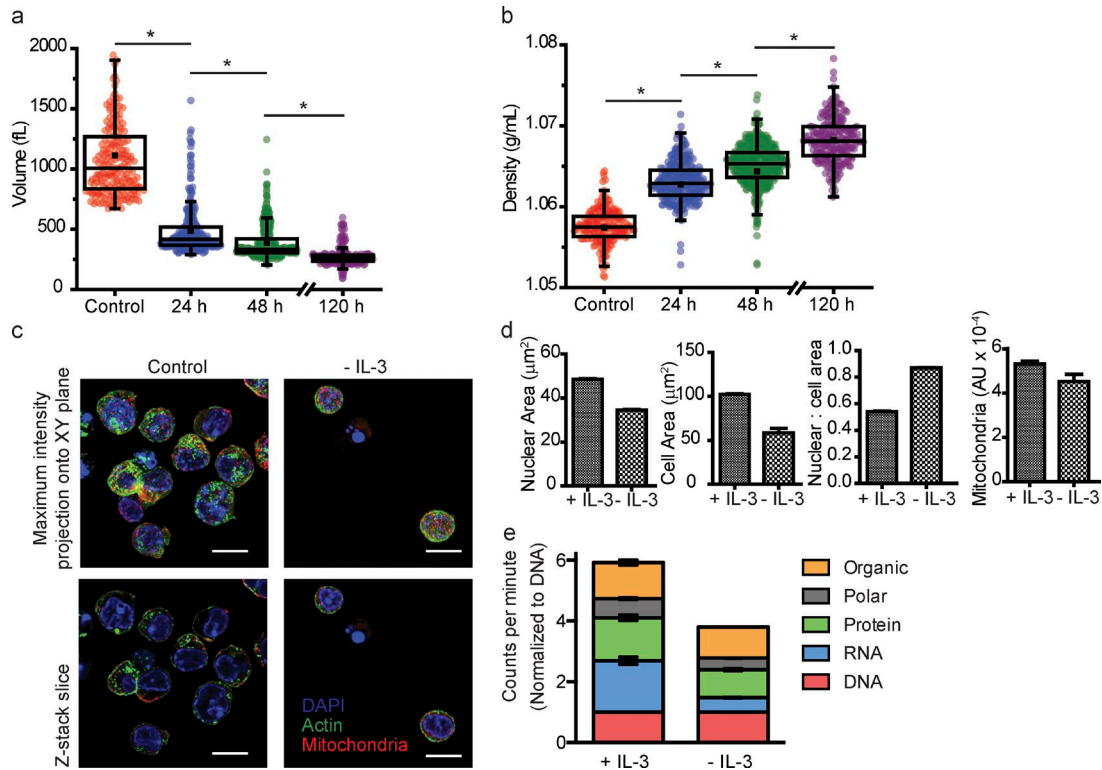 a
*
*
*
2000
1500
1000
500
0
Volume (fL)
Control 24 h 48 h 120 h
b
*
*
*
1.08
1.07
1.06
1.05
Density (g/mL)
Control 24 h 48 h 120 h
c
Control - IL-3
Maximum intensity
projection onto XY plane
Z-stack slice
DAPI
Actin
Mitochondria
d
60
40
20
0
Nuclear Area (μm²)
+ IL-3 - IL-3
150
100
50
0
Cell Area (μm²)
+ IL-3 - IL-3
1.0
0.8
0.6
0.4
0.2
0.0
Nuclear : cell area
+ IL-3 - IL-3
6
4
2
0
Mitochondria (AU x 10⁻⁴)
+ IL-3 - IL-3
e
6
4
2
0
Counts per minute
(Normalized to DNA)
+ IL-3 - IL-3
Organic
Polar
Protein
RNA
DNA